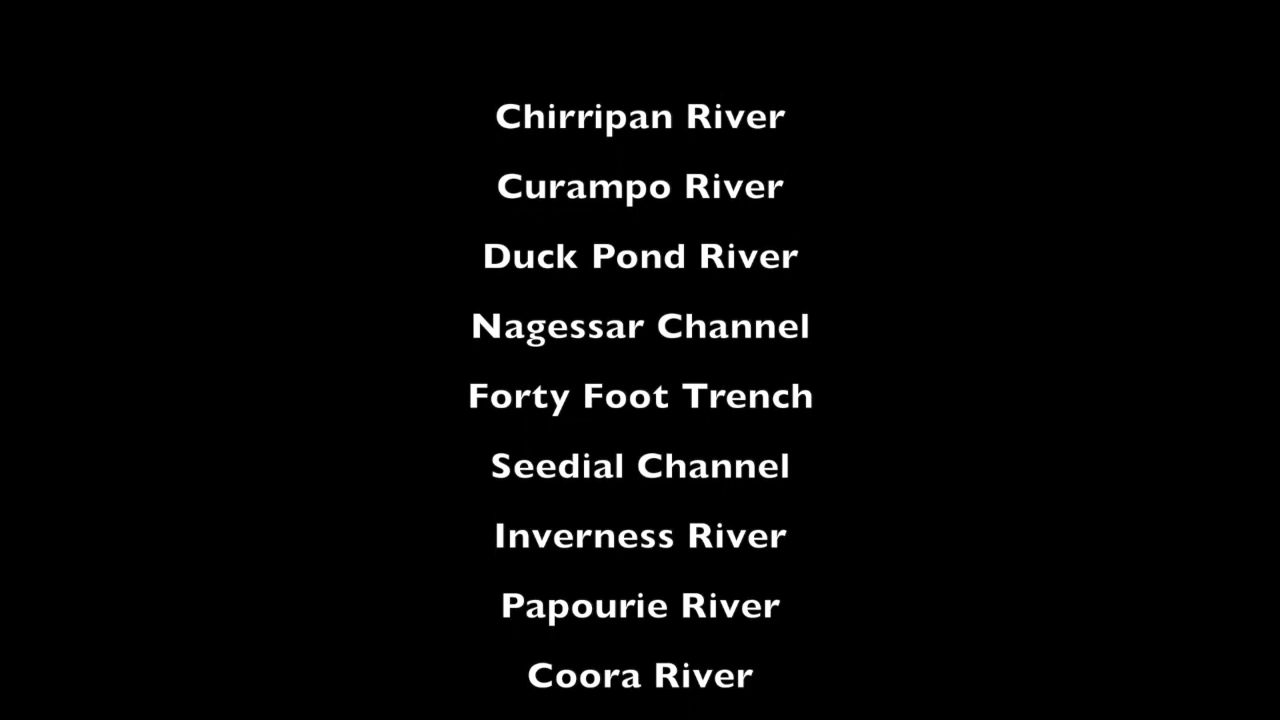 Chirripan River
Curampo River
Duck Pond River
Nagessar Channel
Forty Foot Trench
Seedial Channel
Inverness River
Papourie River
Coora River